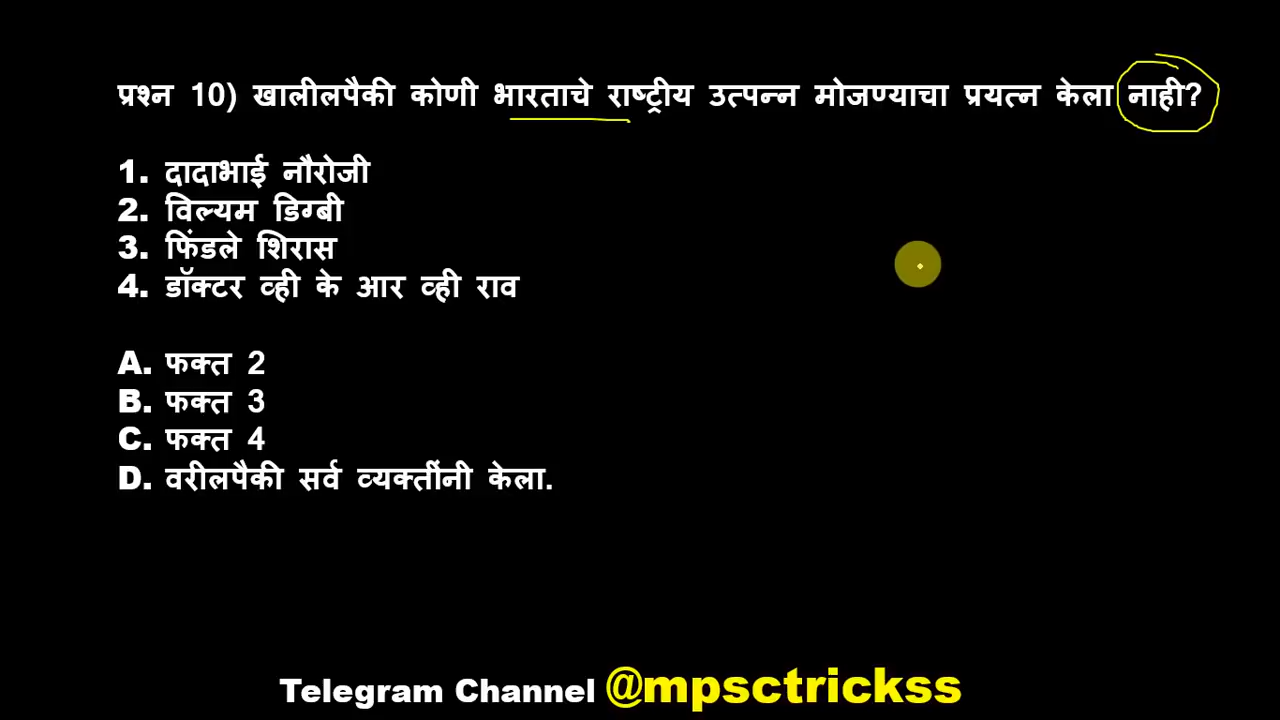 प्रश्न 10) खालीलपैकी कोणी भारताचे राष्ट्रीय उत्पन्न मोजण्याचा प्रयत्न केला नाही?
1. दादाभाई नौरोजी
2. विल्यम डिग्बी
3. फिंडले शिरास
4. डॉक्टर व्ही के आर व्ही राव
A. फक्त 2
B. फक्त 3
C. फक्त 4
D. वरीलपैकी सर्व व्यक्तींनी केला.
Telegram Channel @mpsctrickss